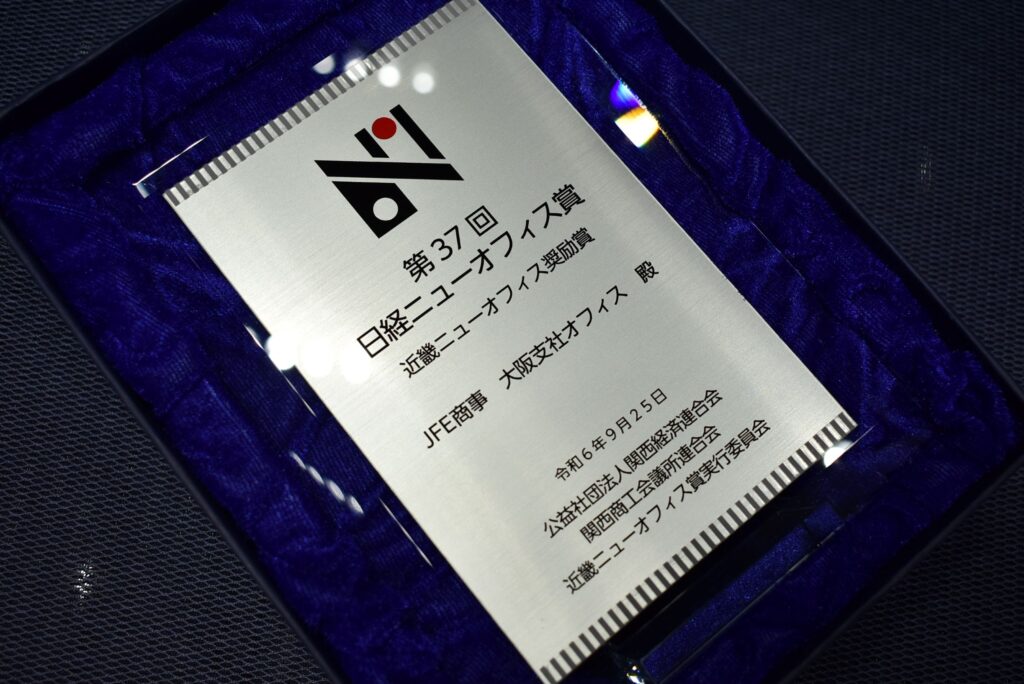 第37回
日経ニューオフィス賞
近畿ニューオフィス奨励賞
JFE商事 大阪支社オフィス 殿
令和6年9月25日
公益社団法人関西経済連合会
関西商工会議所連合会
近畿ニューオフィス賞実行委員会